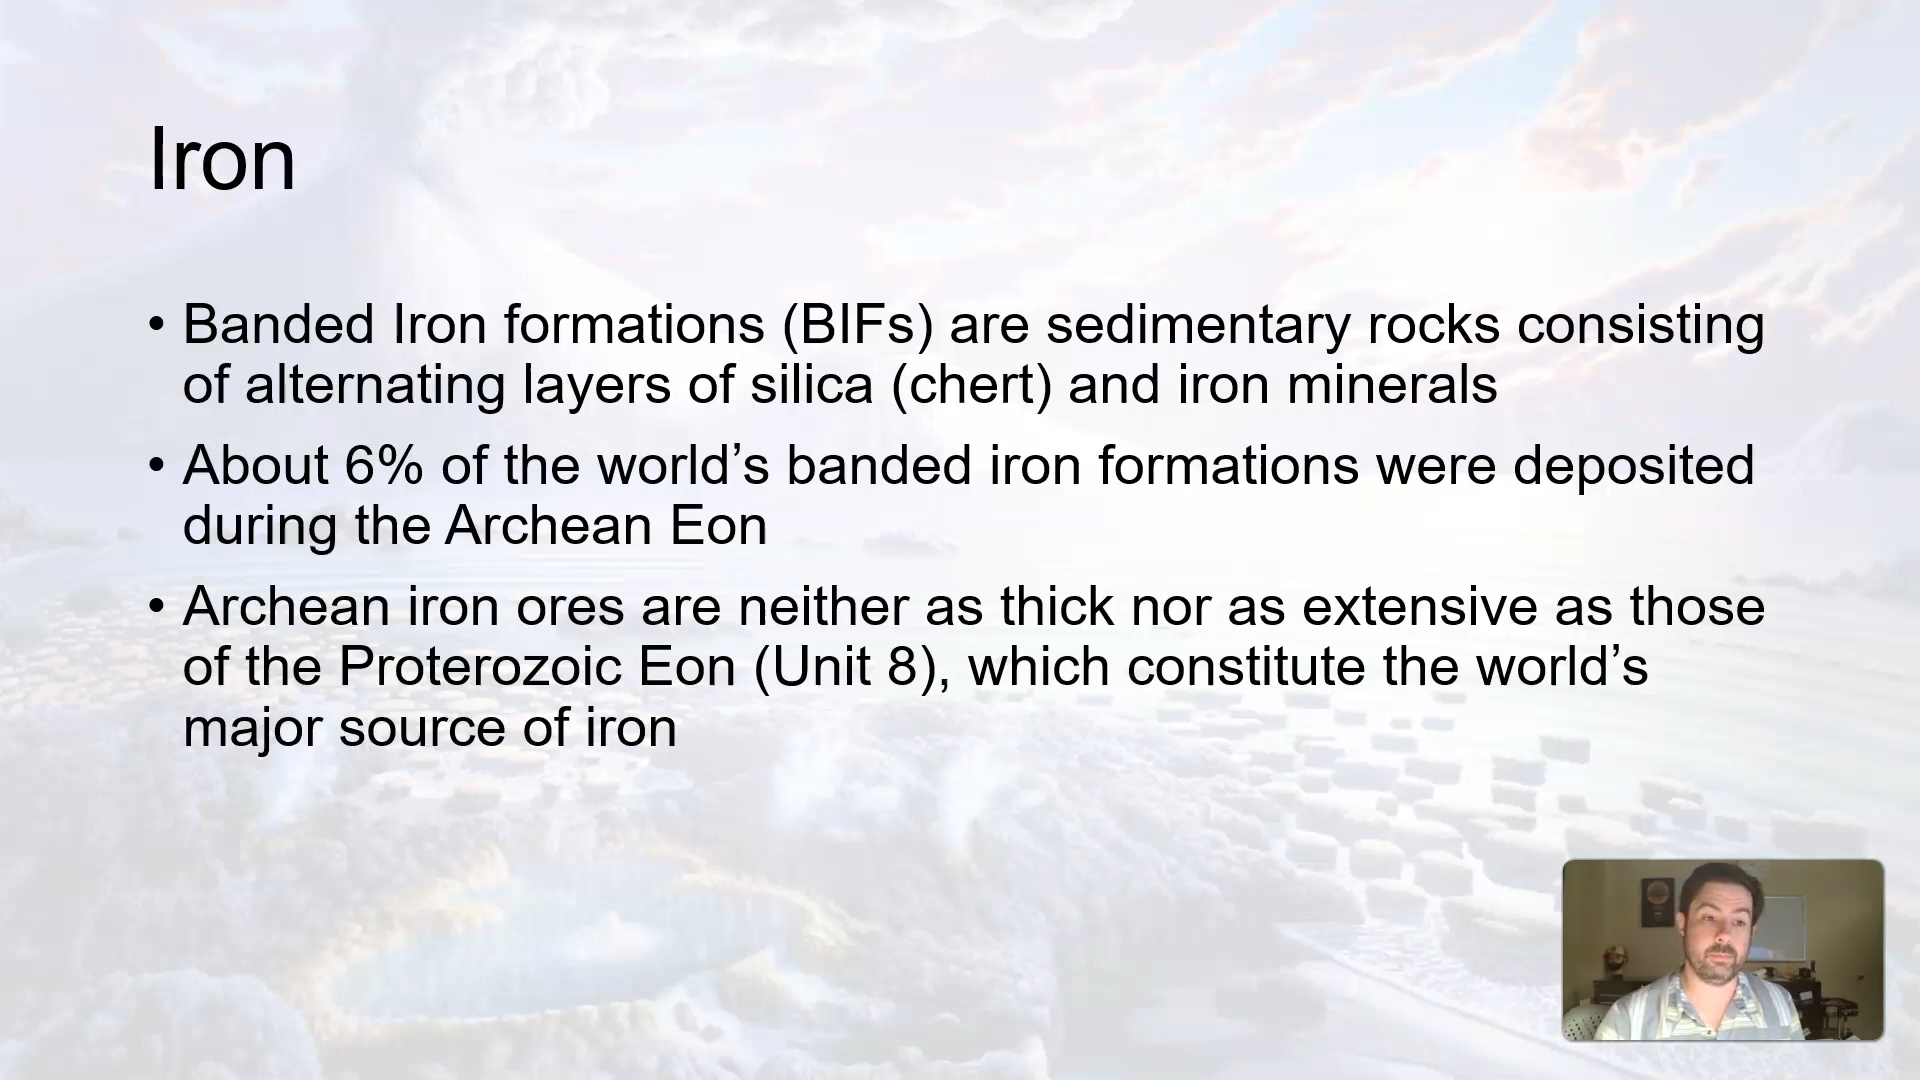 Iron
• Banded Iron formations (BIFs) are sedimentary rocks consisting
of alternating layers of silica (chert) and iron minerals
• About 6% of the world’s banded iron formations were deposited
during the Archean Eon
• Archean iron ores are neither as thick nor as extensive as those
of the Proterozoic Eon (Unit 8), which constitute the world’s
major source of iron